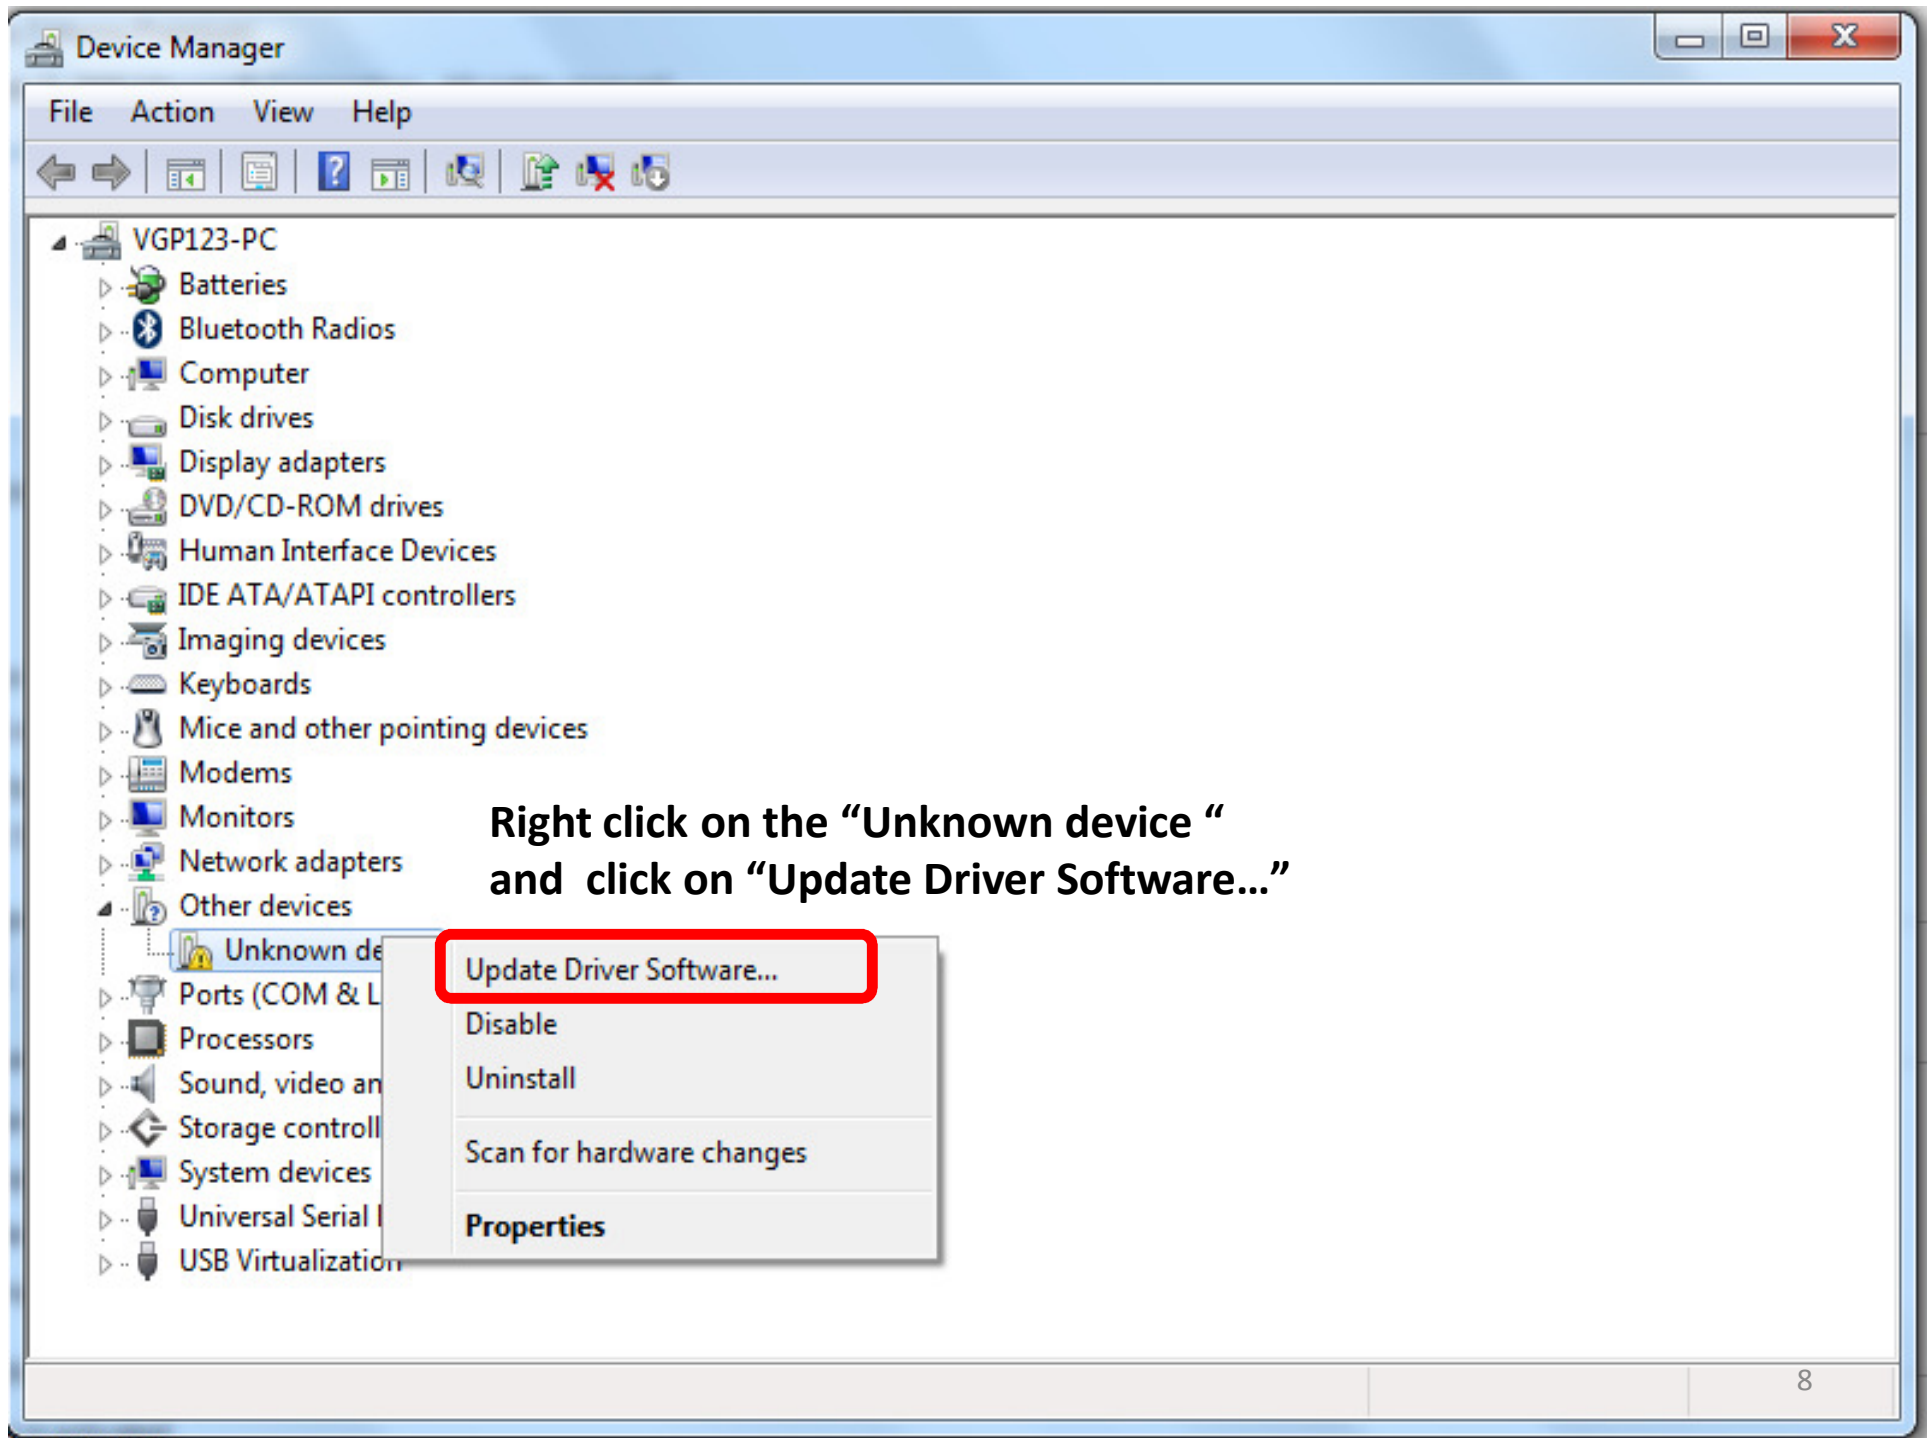 Device Manager
File Action View Help
VGP123-PC
Batteries
Bluetooth Radios
Computer
Disk drives
Display adapters
DVD/CD-ROM drives
Human Interface Devices
IDE ATA/ATAPI controllers
Imaging devices
Keyboards
Mice and other pointing devices
Modems
Monitors
Network adapters
Right click on the “Unknown device “
and  click on “Update Driver Software…”
Other devices
Unknown de
Ports (COM & L
Processors
Sound, video an
Storage controll
System devices
Universal Serial
USB Virtualization
Update Driver Software...
Disable
Uninstall
Scan for hardware changes
Properties
8